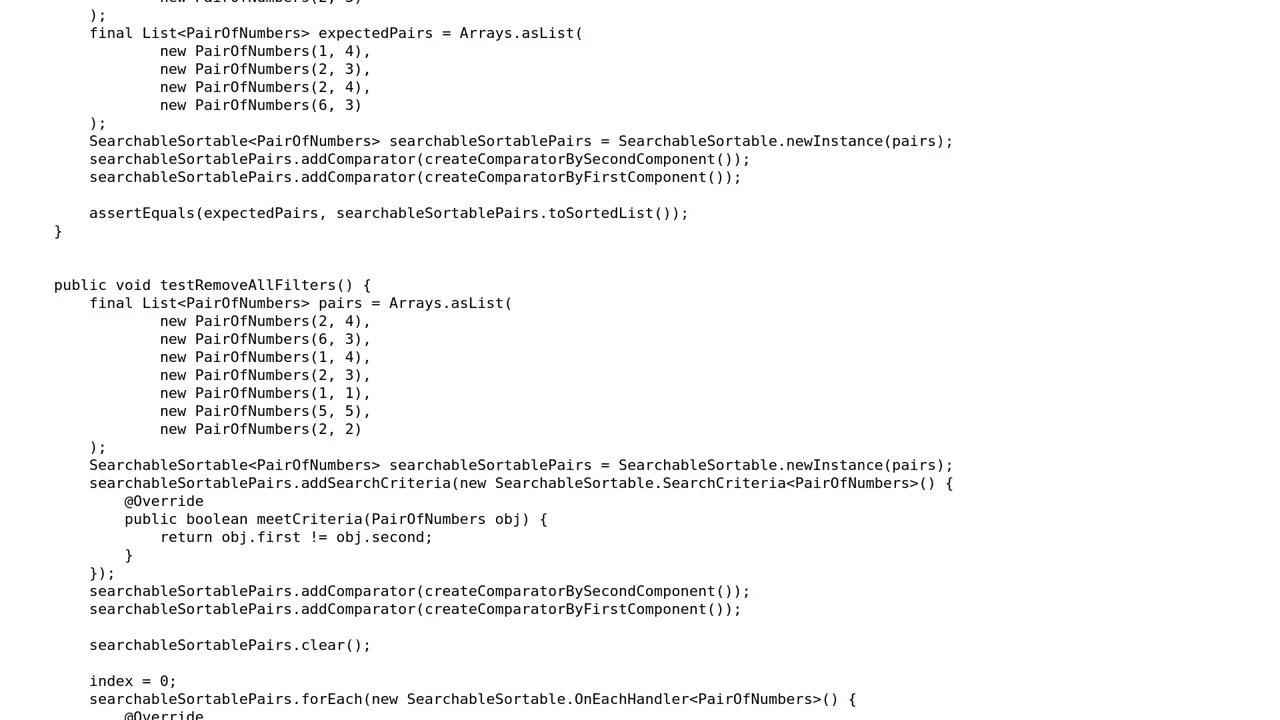 new PairOfNumbers(2, 3)
);
final List<PairOfNumbers> expectedPairs = Arrays.asList(
new PairOfNumbers(1, 4),
new PairOfNumbers(2, 3),
new PairOfNumbers(2, 4),
new PairOfNumbers(6, 3)
);
SearchableSortable<PairOfNumbers> searchableSortablePairs = SearchableSortable.newInstance(pairs);
searchableSortablePairs.addComparator(createComparatorBySecondComponent());
searchableSortablePairs.addComparator(createComparatorByFirstComponent());
assertEquals(expectedPairs, searchableSortablePairs.toSortedList());
}
public void testRemoveAllFilters() {
final List<PairOfNumbers> pairs = Arrays.asList(
new PairOfNumbers(2, 4),
new PairOfNumbers(6, 3),
new PairOfNumbers(1, 4),
new PairOfNumbers(2, 3),
new PairOfNumbers(1, 1),
new PairOfNumbers(5, 5),
new PairOfNumbers(2, 2)
);
SearchableSortable<PairOfNumbers> searchableSortablePairs = SearchableSortable.newInstance(pairs);
searchableSortablePairs.addSearchCriteria(new SearchableSortable.SearchCriteria<PairOfNumbers>() {
@Override
public boolean meetCriteria(PairOfNumbers obj) {
return obj.first != obj.second;
}
});
searchableSortablePairs.addComparator(createComparatorBySecondComponent());
searchableSortablePairs.addComparator(createComparatorByFirstComponent());
searchableSortablePairs.clear();
index = 0;
searchableSortablePairs.forEach(new SearchableSortable.OnEachHandler<PairOfNumbers>() {
@Override